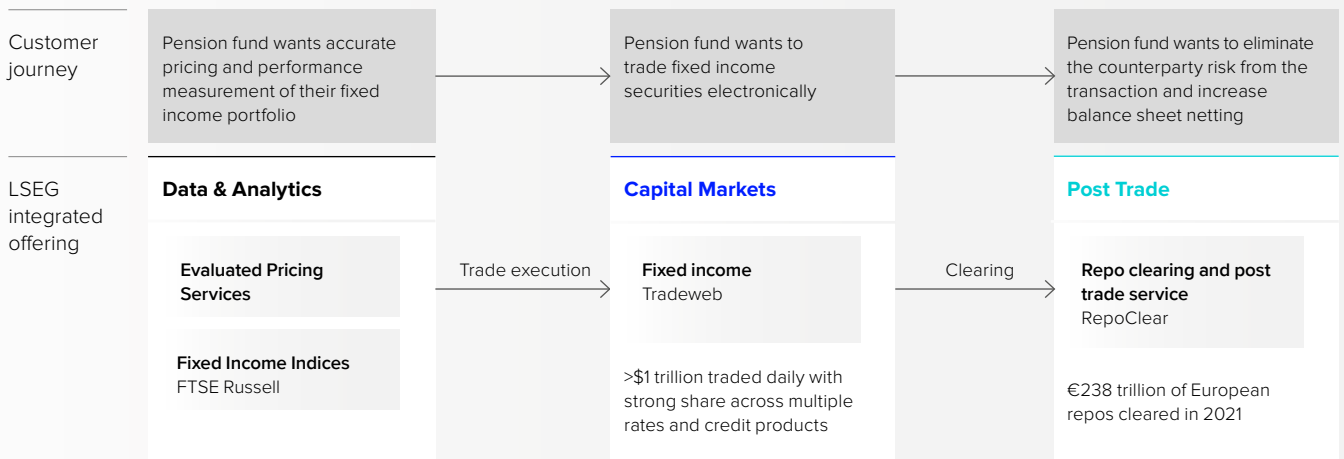 Customer
journey
Pension fund wants accurate
pricing and performance
measurement of their fixed
income portfolio
Pension fund wants to
trade fixed income
securities electronically
Pension fund wants to eliminate
the counterparty risk from the
transaction and increase
balance sheet netting
LSEG
integrated
offering
Data & Analytics
Evaluated Pricing
Services
Fixed Income Indices
FTSE Russell
Trade execution
Capital Markets
Fixed income
Tradeweb
>$1 trillion traded daily with
strong share across multiple
rates and credit products
Clearing
Post Trade
Repo clearing and post
trade service
RepoClear
€238 trillion of European
repos cleared in 2021